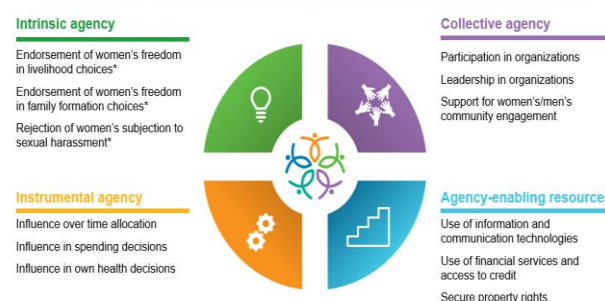 Intrinsic agency
Endorsement of women's freedom
in livelihood choices*
Endorsement of women's freedom
in family formation choices*
Rejection of women's subjection to
sexual harassment*
Collective agency
Participation in organizations
Leadership in organizations
Support for women's/men's
community engagement
Instrumental agency
Influence over time allocation
Influence in spending decisions
Influence in own health decisions
Agency-enabling resources
Use of information and
communication technologies
Use of financial services and
access to credit
Secure property rights